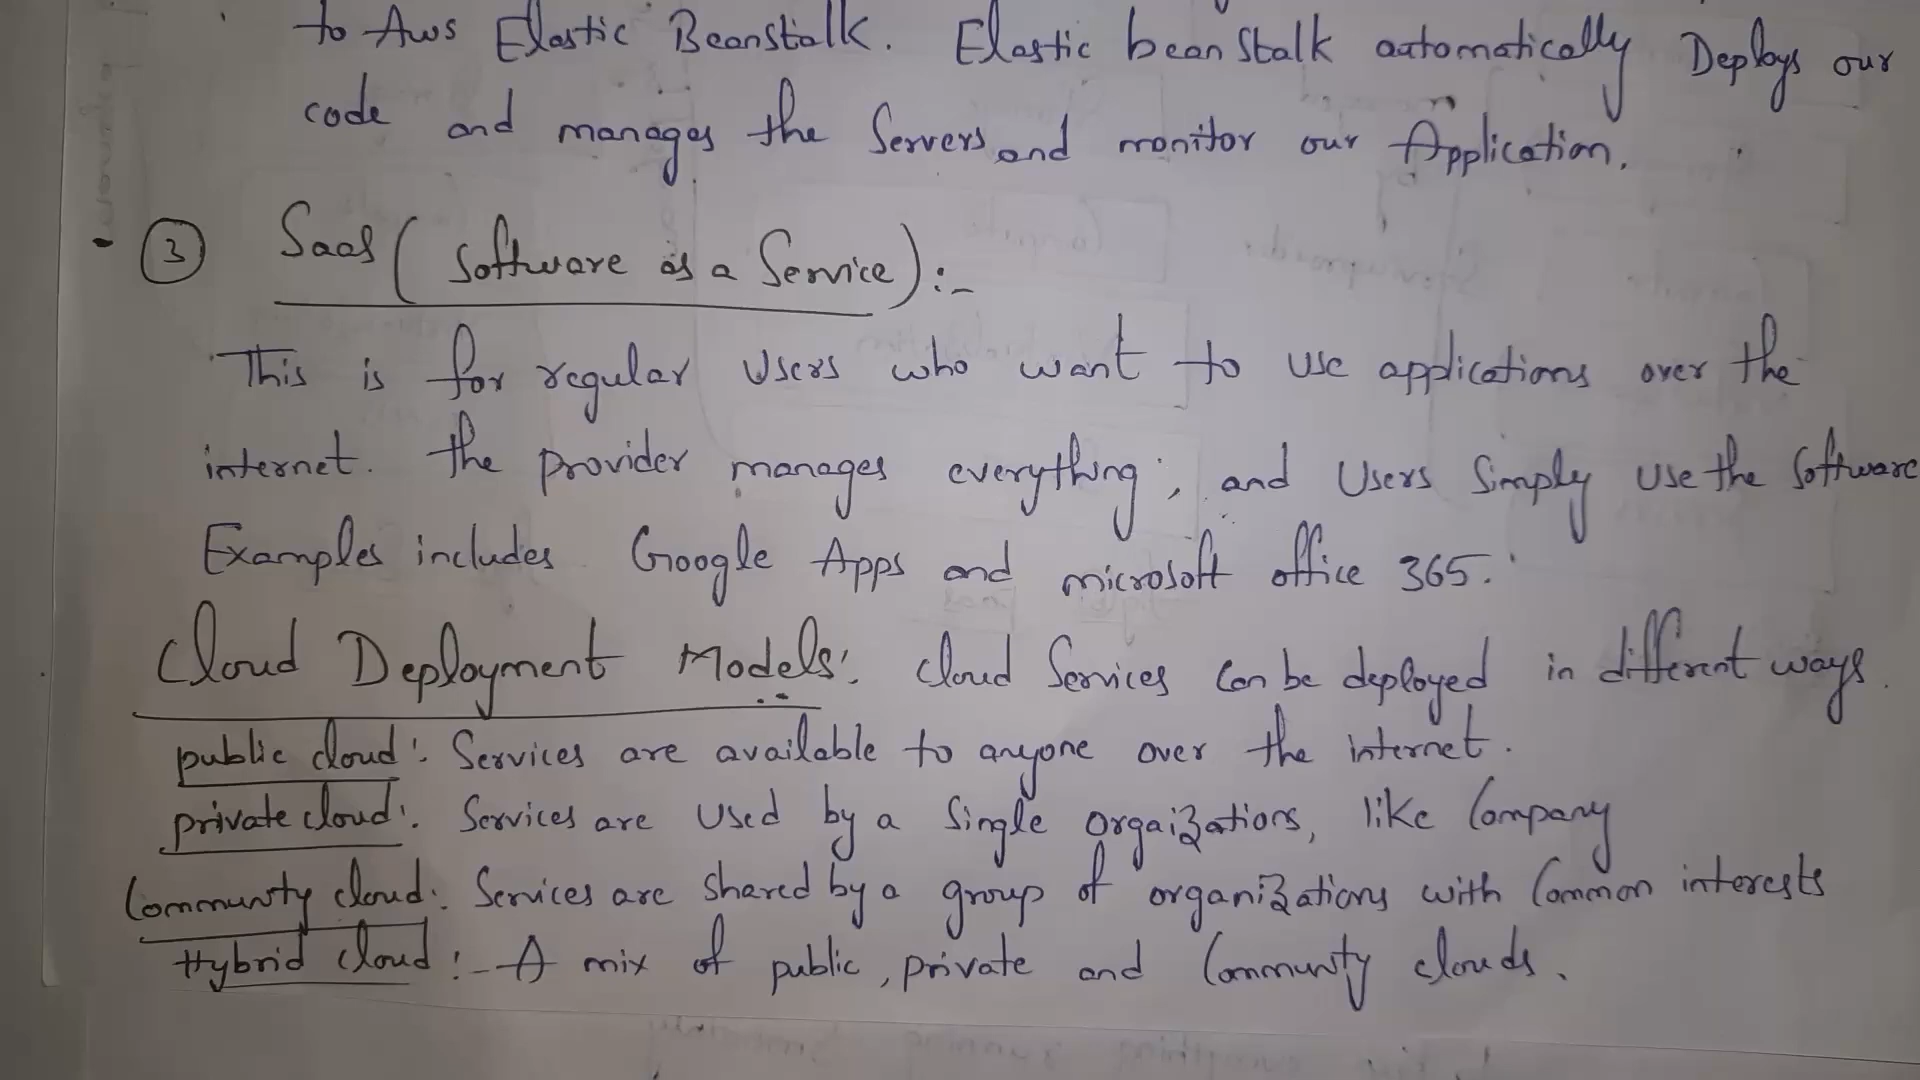 to Aws Elastic Beanstalk. Elastic bean Stalk automatically Deploys our
code and manages the Servers and monitor our Application.
3 SaaS (Software as a Service):-
This is for regular Users who want to use applications over the
internet. the provider manages everything, and Users Simply use the Software
Examples includes Google Apps and microsoft office 365.
Cloud Deployment Models: cloud Services can be deployed in different ways.
public cloud: Services are available to anyone over the internet.
private cloud: Services are used by a Single orgaizations, like Company
Community cloud: Services are shared by a group of organizations with Common interests
Hybrid cloud:- A mix of public, private and Community clouds.